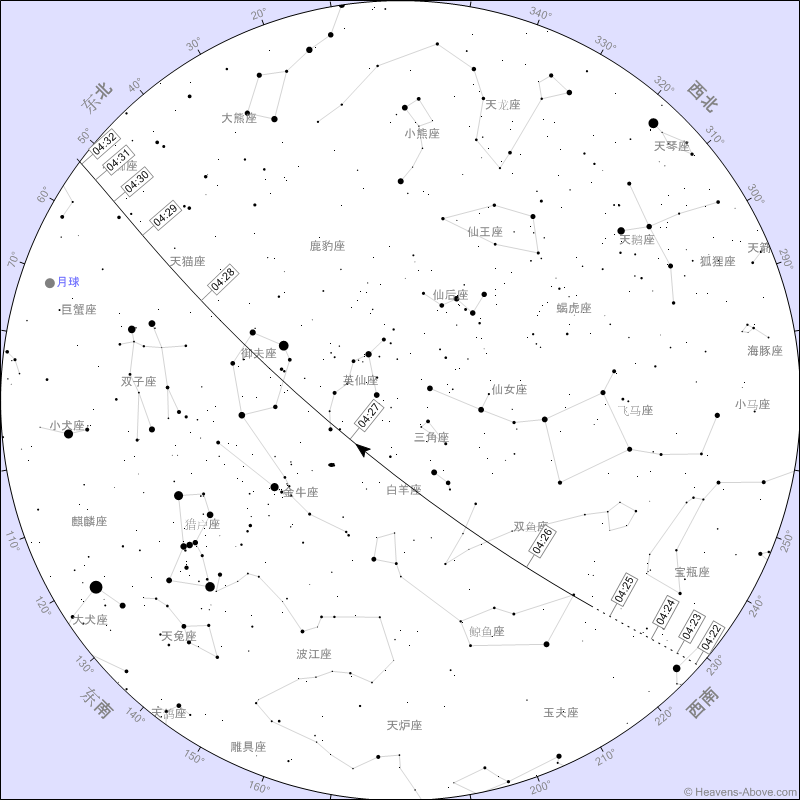 340°
20°
330°
30°
320°
40°
东北
西北
天龙座
大熊座
小熊座
50°
310°
04:32
天琴座
04:31
04:30
60°
300°
04:29
仙王座
天鹅座
鹿豹座
天箭
290°
70°
天猫座
狐狸座
04:28
月球
仙后座
巨蟹座
蝎虎座
御夫座
海豚座
双子座
英仙座
仙女座
小马座
04:27
飞马座
小犬座
三角座
金牛座
白羊座
麒麟座
猎户座
双鱼座
04:26
110°
250°
宝瓶座
04:25
120°
240°
04:24
大犬座
04:23
天兔座
鲸鱼座
04:22
波江座
130°
230°
东南
西南
140°
天鸽座
玉夫座
220°
天炉座
雕具座
150°
210°
160°
200°
© Heavens-Above.com